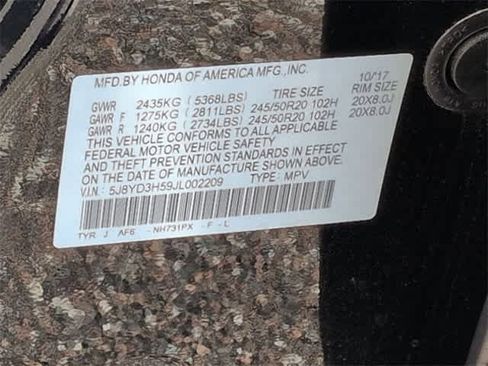 MFD.BY HONDA OF AMERICA MFG.,INC. 10/17
GVWR 2435KG ( 5368LBS) TIRE SIZE RIM SIZE
GAWR F 1275KG ( 2811LBS) 245/50R20 102H 20X8.0J
GAWR R 1240KG ( 2734LBS) 245/50R20 102H 20X8.0J
THIS VEHICLE CONFORMS TO ALL APPLICABLE
FEDERAL MOTOR VEHICLE SAFETY
AND THEFT PREVENTION STANDARDS IN EFFECT
ON THE DATE OF MANUFACTURE SHOWN ABOVE.
V.I.N: 5J8YD3H59JL002209 TYPE: MPV
TYR J AF6 - NH731PX - F - L